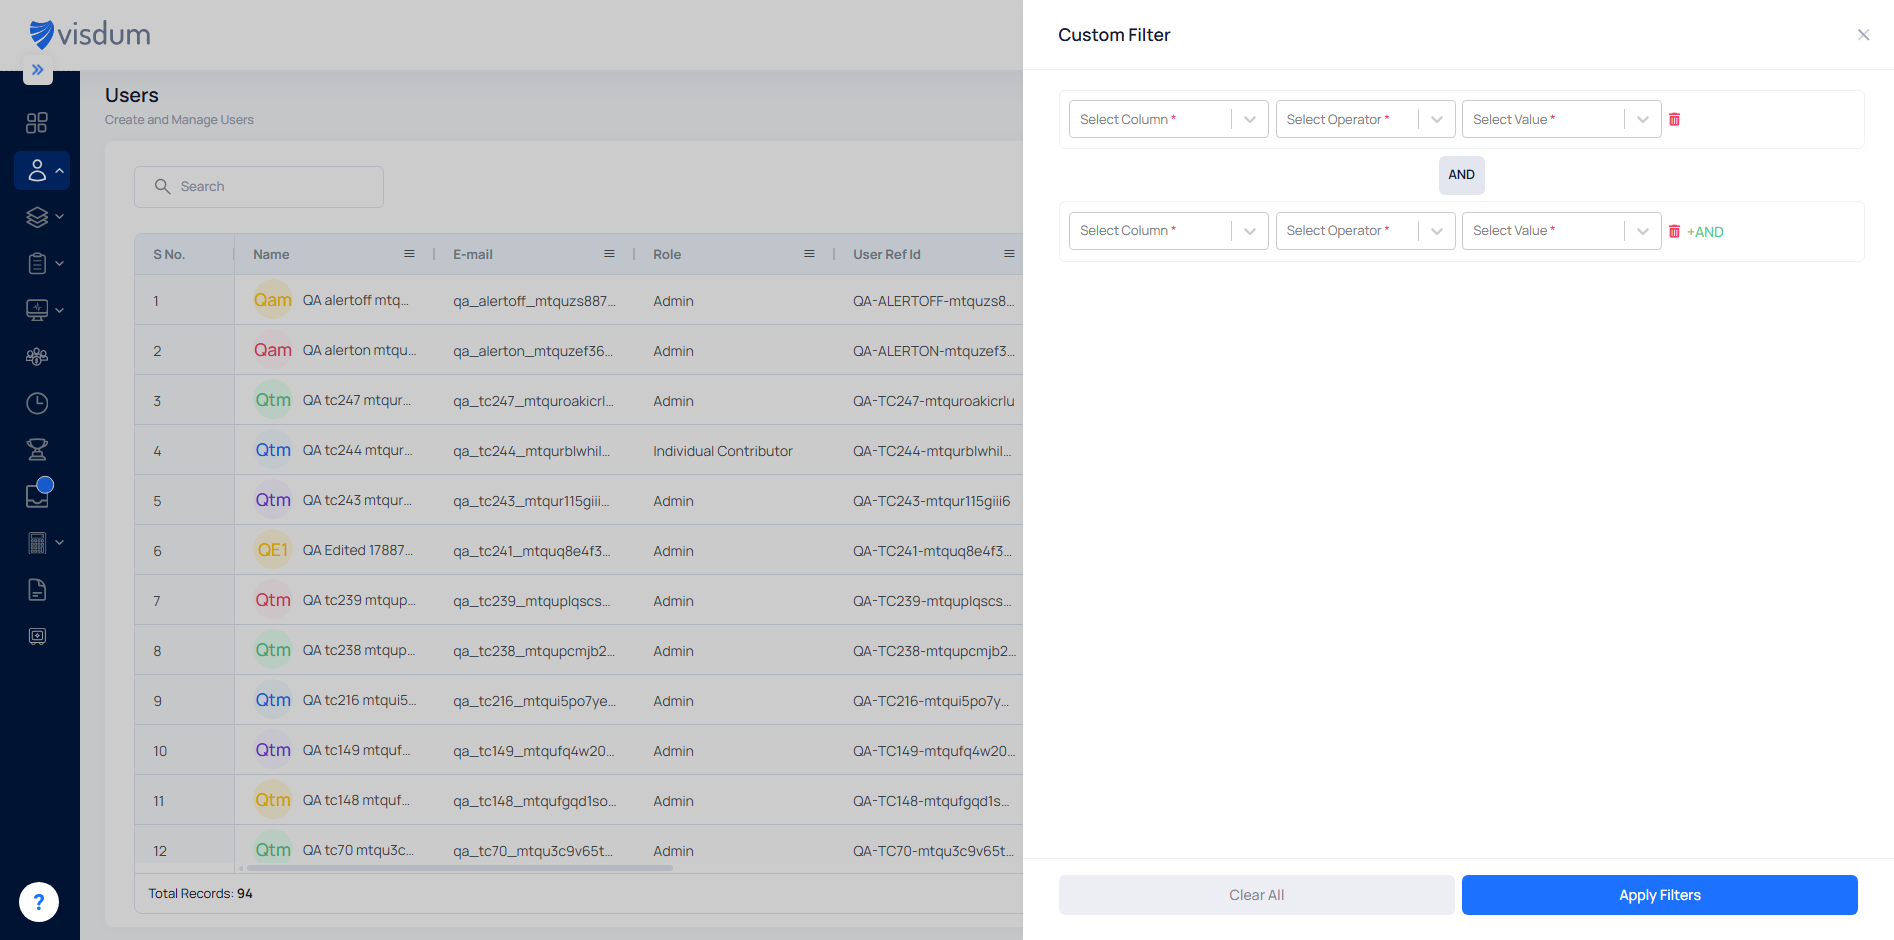 visdum
Custom Filter
Users
Create and Manage Users
Search
Select Column * Select Operator * Select Value *
AND
Select Column * Select Operator * Select Value * +AND
S No. Name E-mail Role User Ref Id
1 Qam QA alertoff mtq... qa_alertoff_mtquzs887... Admin QA-ALERTOFF-mtquzs8...
2 Qam QA alerton mtqu... qa_alerton_mtquzef36... Admin QA-ALERTON-mtquzef3...
3 Qtm QA tc247 mtqur... qa_tc247_mtquroakicrl... Admin QA-TC247-mtquroakicrlu
4 Qtm QA tc244 mtqur... qa_tc244_mtqurblwhil... Individual Contributor QA-TC244-mtqurblwhil...
5 Qtm QA tc243 mtqur... qa_tc243_mtqur115giii... Admin QA-TC243-mtqur115giii6
6 QE1 QA Edited 17887... qa_tc241_mtquq8e4f3... Admin QA-TC241-mtquq8e4f3...
7 Qtm QA tc239 mtqup... qa_tc239_mtquplqscs... Admin QA-TC239-mtquplqscs...
8 Qtm QA tc238 mtqup... qa_tc238_mtqupcmjb2... Admin QA-TC238-mtqupcmjb2...
9 Qtm QA tc216 mtqui5... qa_tc216_mtqui5po7ye... Admin QA-TC216-mtqui5po7y...
10 Qtm QA tc149 mtquf... qa_tc149_mtqufq4w20... Admin QA-TC149-mtqufq4w20...
11 Qtm QA tc148 mtquf... qa_tc148_mtqufgqd1so... Admin QA-TC148-mtqufgqd1s...
12 Qtm QA tc70 mtqu3c... qa_tc70_mtqu3c9v65t... Admin QA-TC70-mtqu3c9v65t...
Total Records: 94
?
Clear All Apply Filters